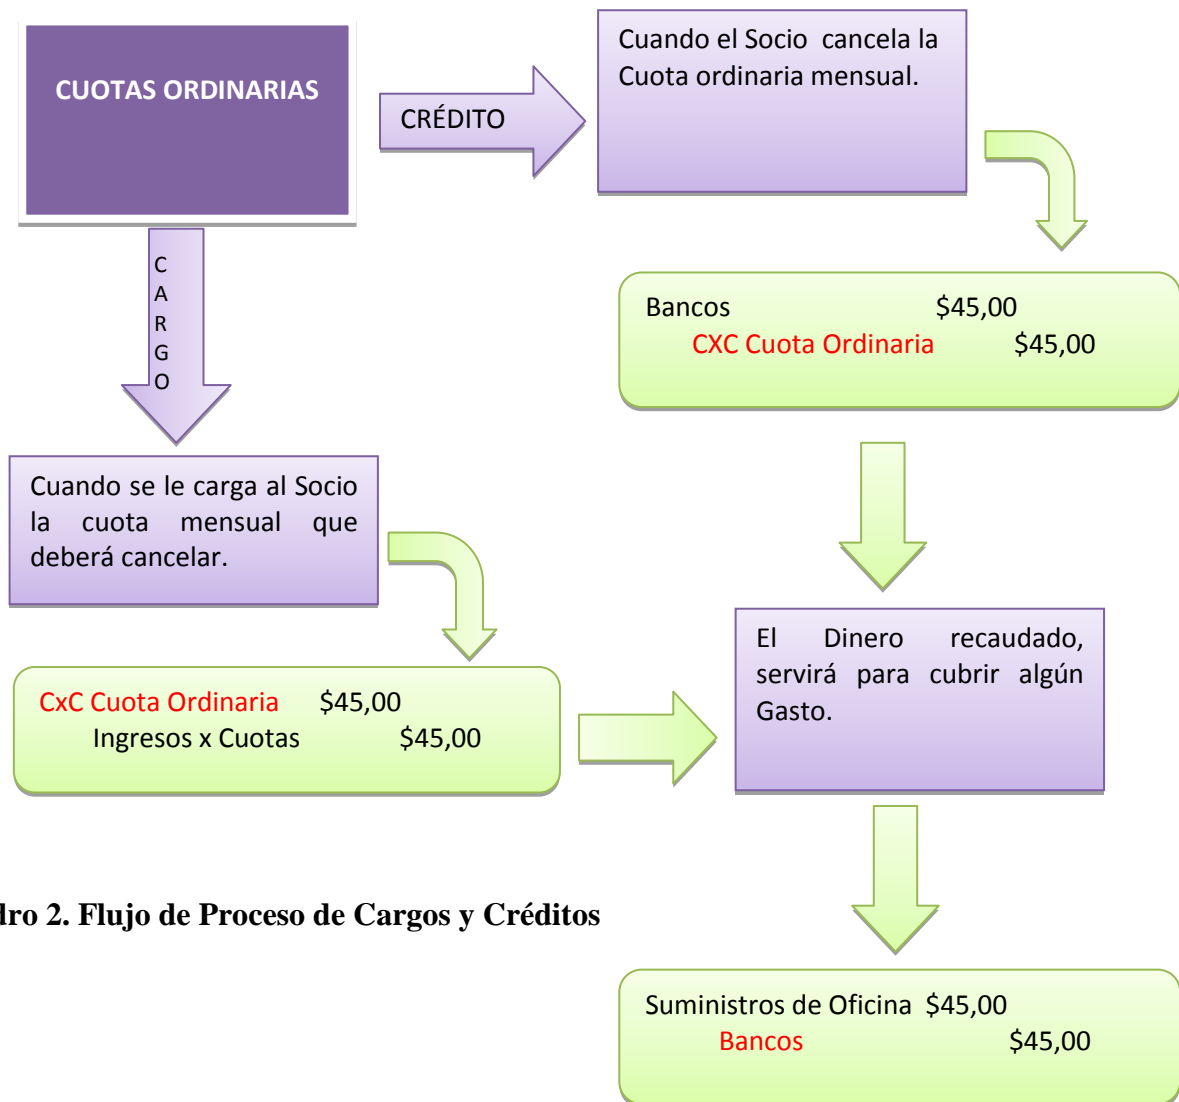 CUOTAS ORDINARIAS
CRÉDITO
Cuando el Socio cancela la
Cuota ordinaria mensual.
Bancos $45,00
CXC Cuota Ordinaria $45,00
CARGO
Cuando se le carga al Socio
la cuota mensual que
deberá cancelar.
CxC Cuota Ordinaria $45,00
Ingresos x Cuotas $45,00
El Dinero recaudado,
servirá para cubrir algún
Gasto.
dro 2. Flujo de Proceso de Cargos y Créditos
Suministros de Oficina $45,00
Bancos $45,00